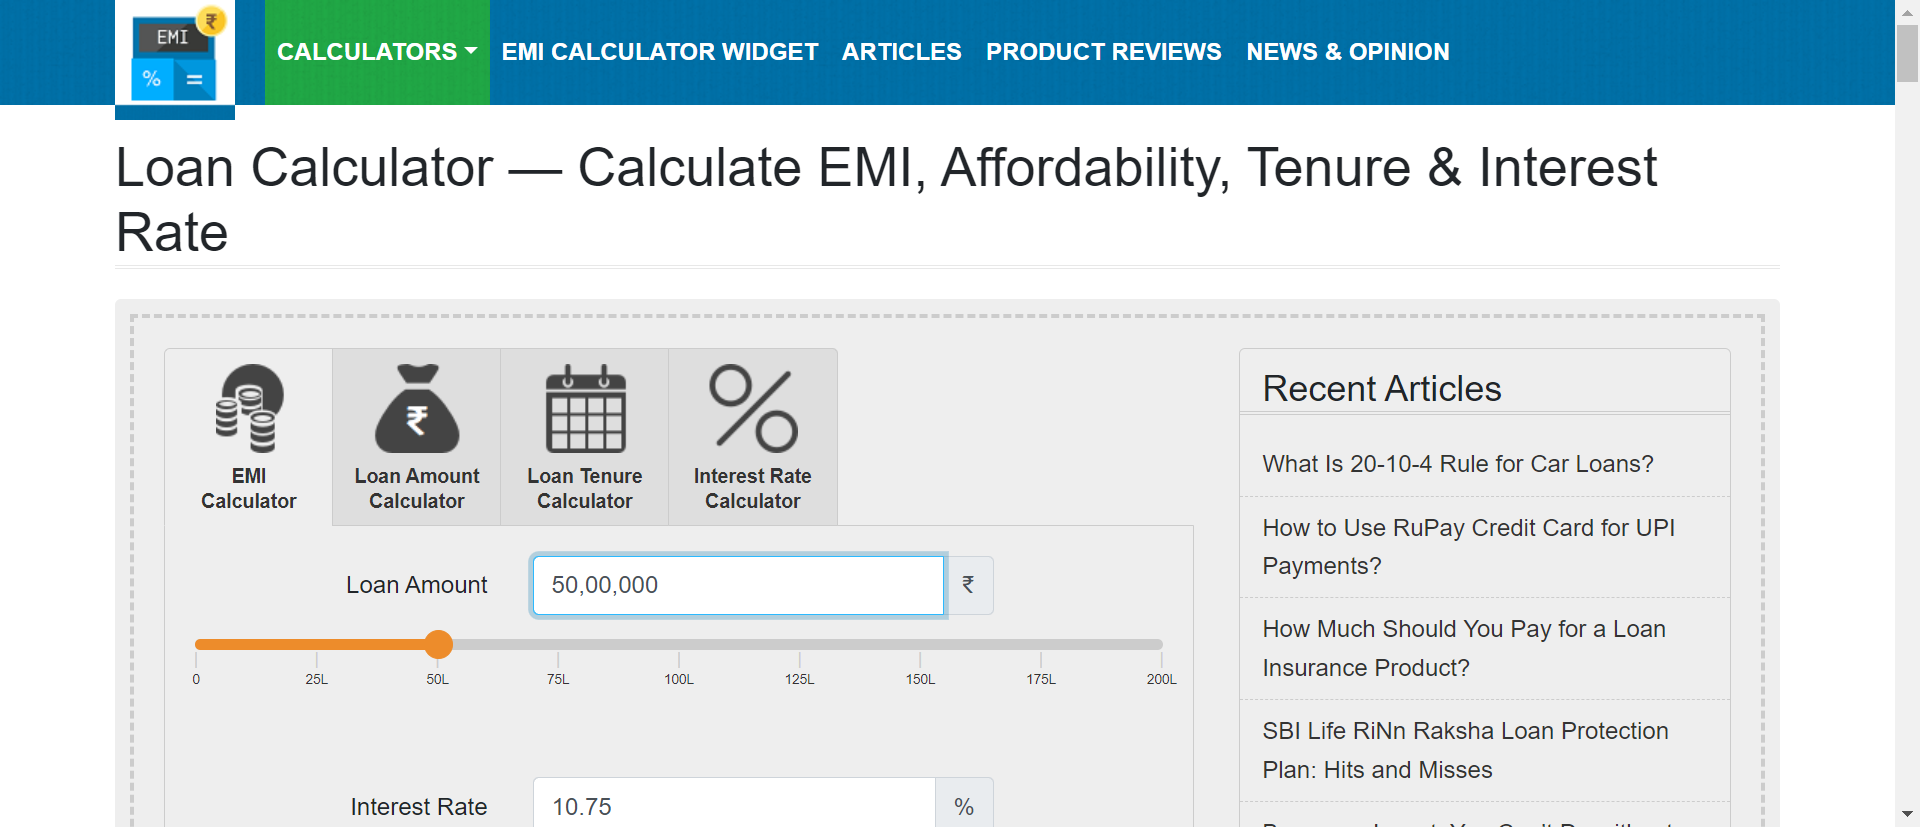 EMI
₹
%
=
CALCULATORS
EMI CALCULATOR WIDGET
ARTICLES
PRODUCT REVIEWS
NEWS & OPINION
Loan Calculator — Calculate EMI, Affordability, Tenure & Interest
Rate
EMI
Calculator
₹
Loan Amount
Calculator
Loan Tenure
Calculator
Interest Rate
Calculator
Loan Amount
50,00,000
₹
0
25L
50L
75L
100L
125L
150L
175L
200L
Interest Rate
10.75
%
Recent Articles
What Is 20-10-4 Rule for Car Loans?
How to Use RuPay Credit Card for UPI
Payments?
How Much Should You Pay for a Loan
Insurance Product?
SBI Life RiNn Raksha Loan Protection
Plan: Hits and Misses